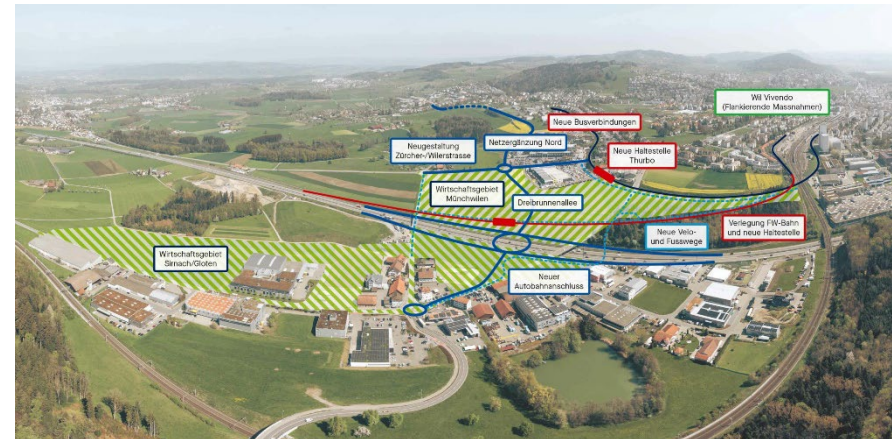 Wil Vivendo
(Flankierende Massnahmen)
Neue Busverbindungen
Netzergänzung Nord
Neugestaltung
Zürcher-/Wilerstrasse
Neue Haltestelle
Thurbo
Wirtschaftsgebiet
Münchwilen
Dreibrunnenallee
Neue Velo-
und Fusswege
Verlegung FW-Bahn
und neue Haltestelle
Wirtschaftsgebiet
Sirnach/Gloten
Neuer
Autobahnanschluss